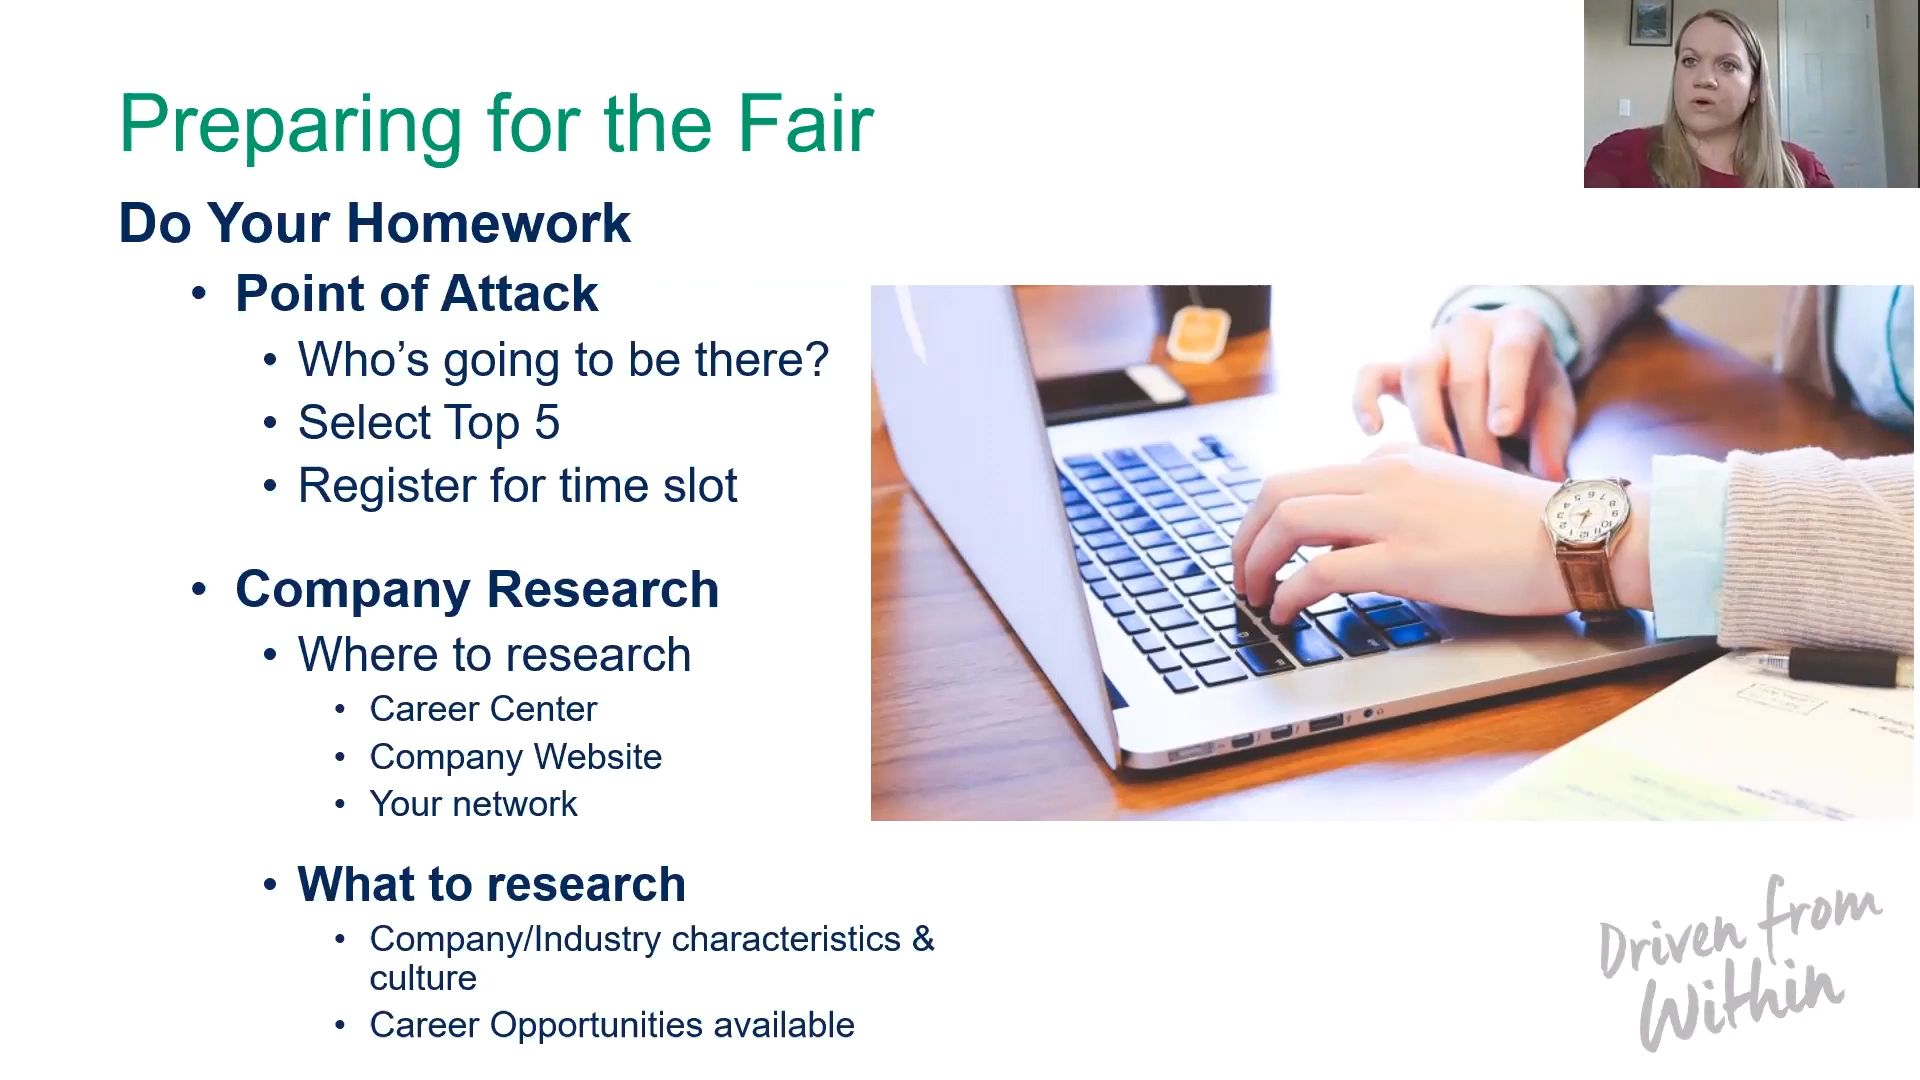 Preparing for the Fair
Do Your Homework
• Point of Attack
• Who’s going to be there?
• Select Top 5
• Register for time slot
• Company Research
• Where to research
• Career Center
• Company Website
• Your network
• What to research
• Company/Industry characteristics &
culture
• Career Opportunities available
Driven from
Within